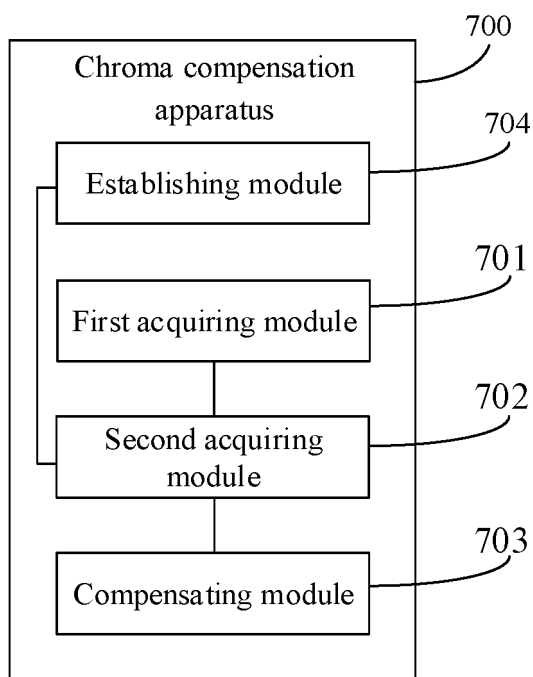 700
Chroma compensation
apparatus
704
Establishing module
701
First acquiring module
702
Second acquiring
module
703
Compensating module